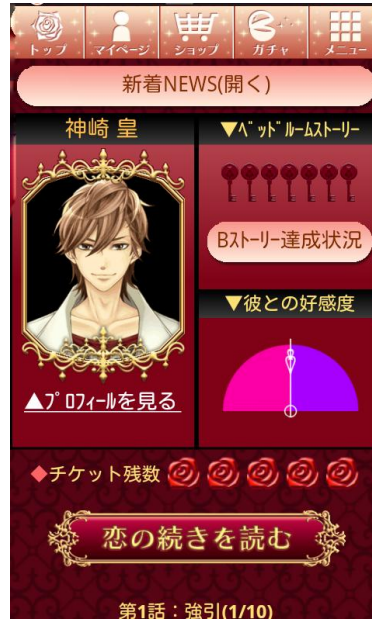 トップ
マイページ
ショップ
ガチャ
メニュー
新着NEWS(開く)
神崎 皇
▼ﾍﾞｯﾄﾞﾙｰﾑｽﾄｰﾘｰ
Bｽﾄｰﾘｰ達成状況
▼彼との好感度
▲ﾌﾟﾛﾌｨｰﾙを見る
◆チケット残数
恋の続きを読む
第1話：強引(1/10)